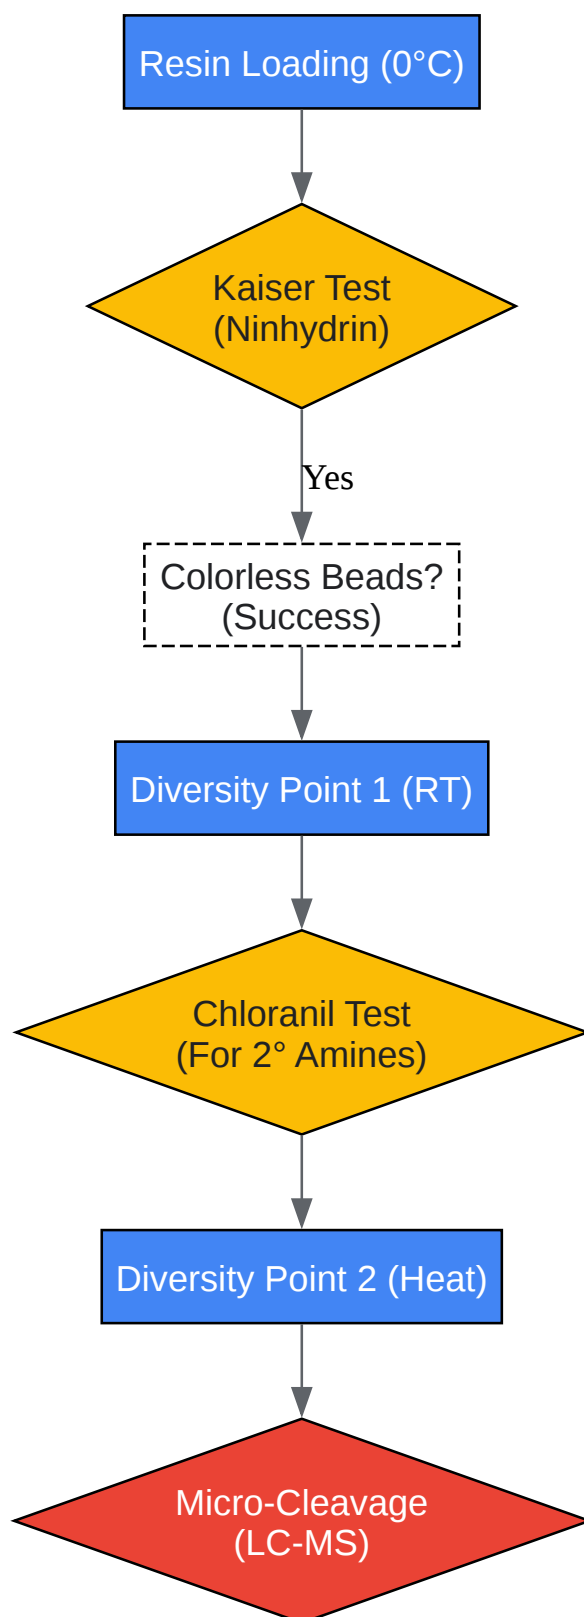 Resin Loading (0°C)
Kaiser Test
(Ninhydrin)
Yes
Colorless Beads?
(Success)
Diversity Point 1 (RT)
Chloranil Test
(For 2° Amines)
Diversity Point 2 (Heat)
Micro-Cleavage
(LC-MS)